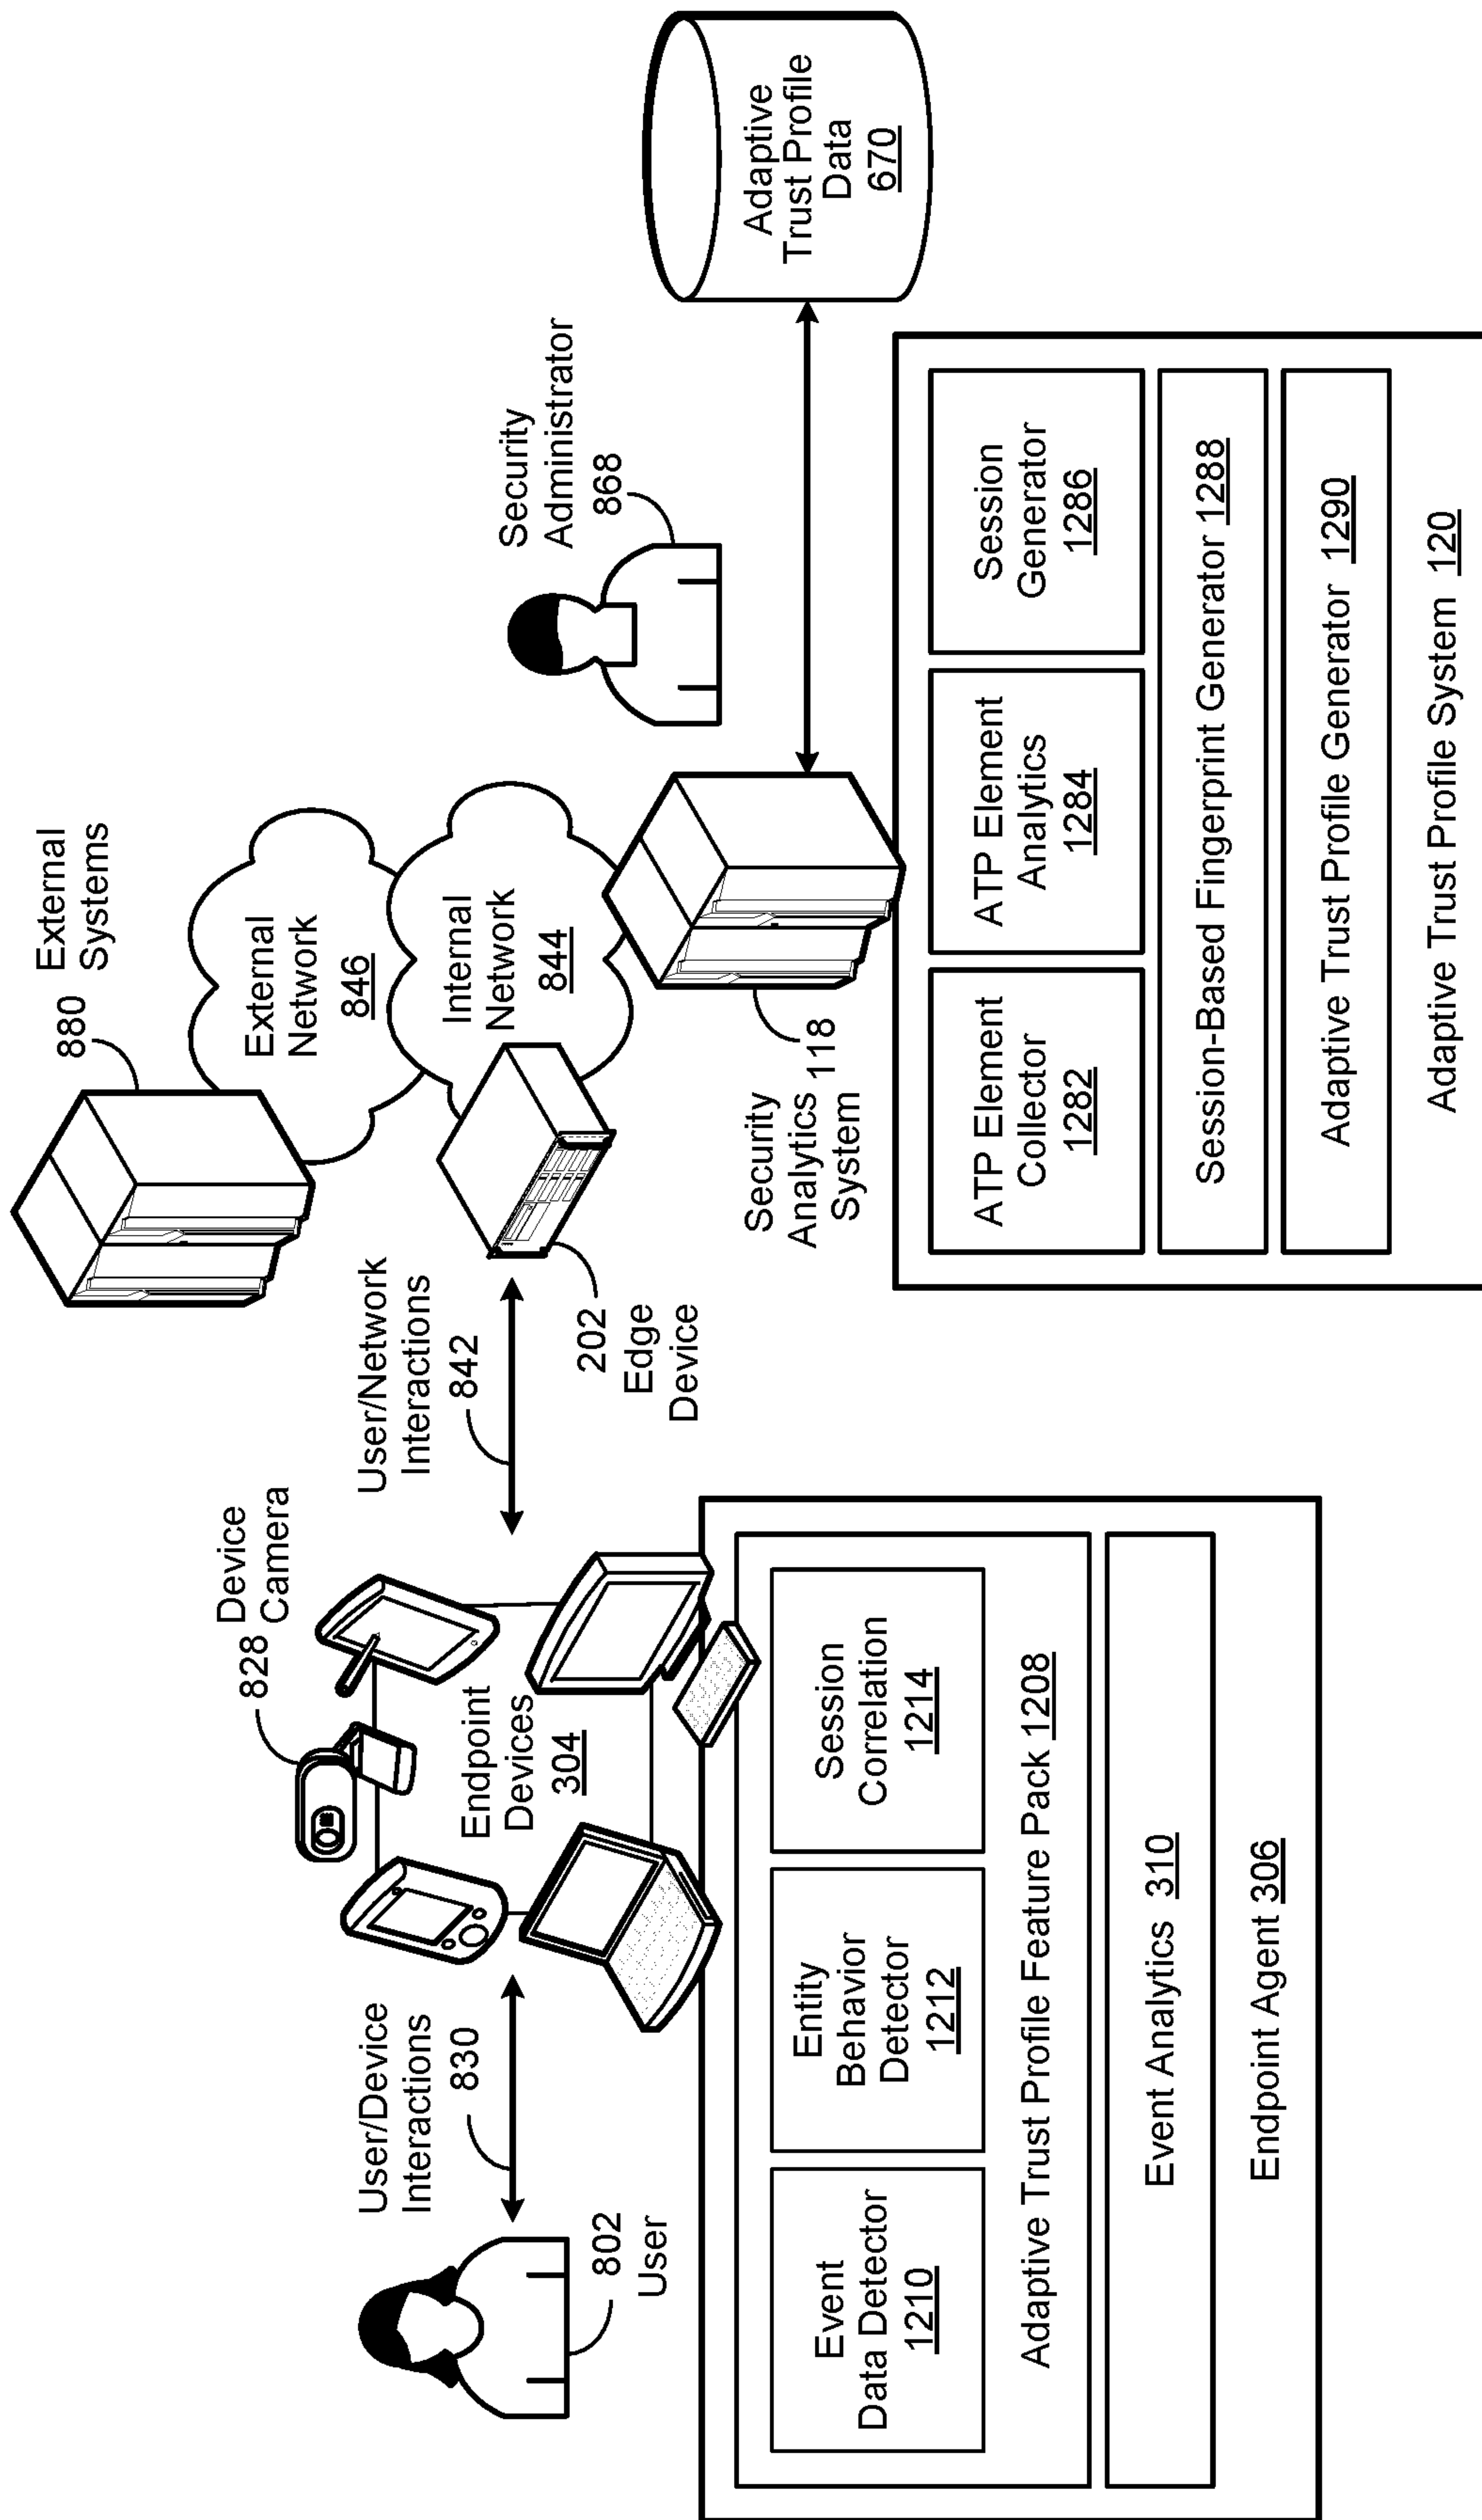 880 External
Systems
External
Network
846
Internal
Network
844
Security
Administrator
868
Adaptive
Trust Profile
Data
670
Device
828 Camera
User/Network
Interactions
842
202
Edge
Device
Security
Analytics 118
System
User/Device
Interactions
830
802
User
Endpoint
Devices
304
Event
Data Detector
1210
Entity
Behavior
Detector
1212
Session
Correlation
1214
Adaptive Trust Profile Feature Pack 1208
Event Analytics 310
Endpoint Agent 306
ATP Element
Collector
1282
ATP Element
Analytics
1284
Session
Generator
1286
Session-Based Fingerprint Generator 1288
Adaptive Trust Profile Generator 1290
Adaptive Trust Profile System 120